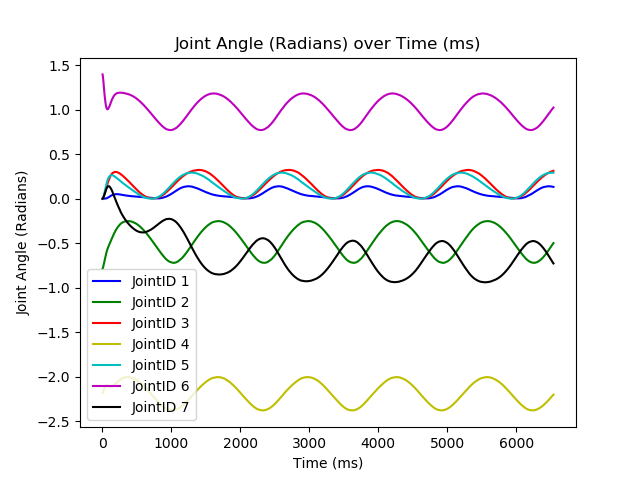 Joint Angle (Radians) over Time (ms)
Joint Angle (Radians)
1.5
1.0
0.5
0.0
−0.5
−1.0
−1.5
−2.0
−2.5
JointID 1
JointID 2
JointID 3
JointID 4
JointID 5
JointID 6
JointID 7
0 1000 2000 3000 4000 5000 6000
Time (ms)